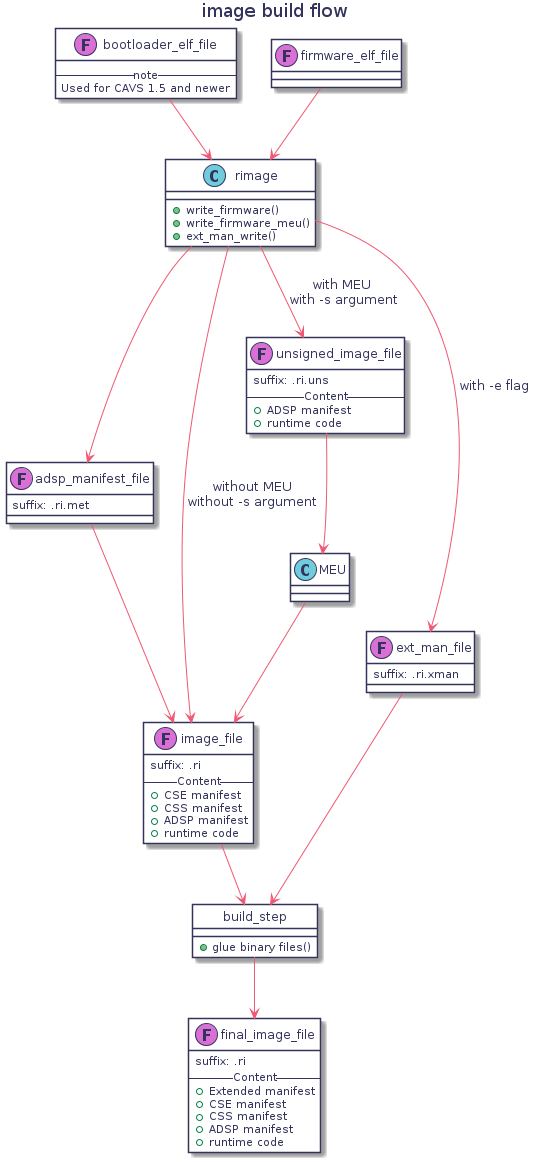 image build flow
F bootloader_elf_file
note
Used for CAVS 1.5 and newer
F firmware_elf_file
C rimage
write_firmware()
write_firmware_meu()
ext_man_write()
with MEU
with -s argument
F unsigned_image_file
suffix: .ri.uns
Content
ADSP manifest
runtime code
with -e flag
F adsp_manifest_file
suffix: .ri.met
without MEU
without -s argument
C MEU
F ext_man_file
suffix: .ri.xman
F image_file
suffix: .ri
Content
CSE manifest
CSS manifest
ADSP manifest
runtime code
build_step
glue binary files()
F final_image_file
suffix: .ri
Content
Extended manifest
CSE manifest
CSS manifest
ADSP manifest
runtime code